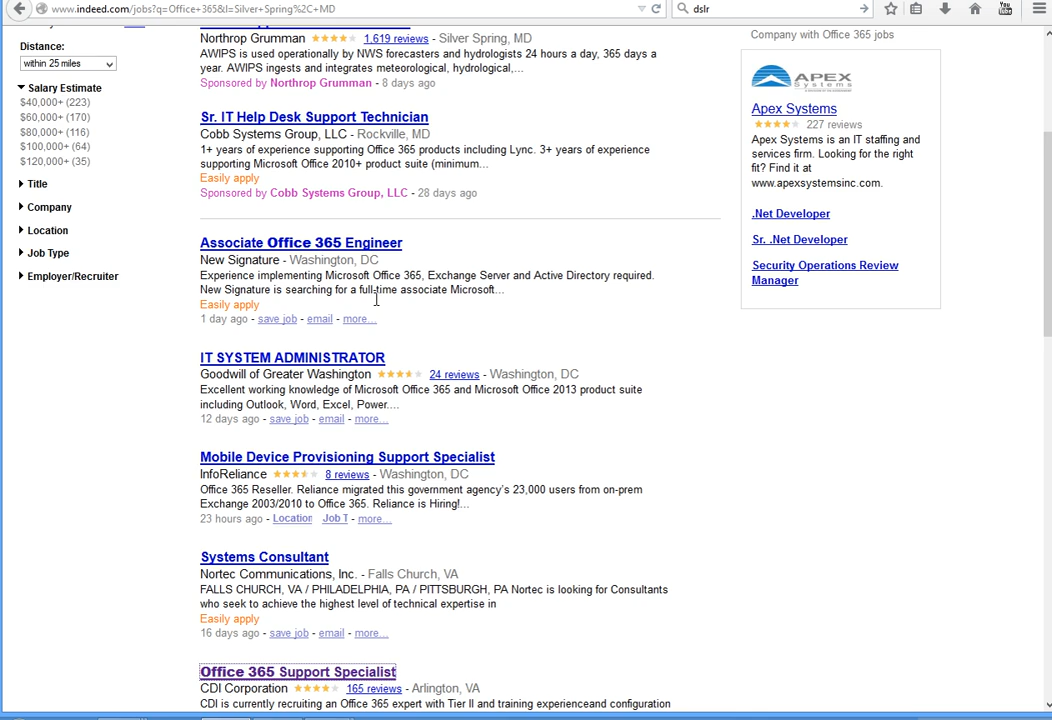 www.indeed.com/jobs?q=Office+365&l=Silver+Spring%2C+MD
dslr
You
Distance:
within 25 miles
Salary Estimate
$40,000+ (223)
$60,000+ (170)
$80,000+ (116)
$100,000+ (64)
$120,000+ (35)
Title
Company
Location
Job Type
Employer/Recruiter
Northrop Grumman 1,619 reviews - Silver Spring, MD
AWIPS is used operationally by NWS forecasters and hydrologists 24 hours a day, 365 days a
year. AWIPS ingests and integrates meteorological, hydrological,...
Sponsored by Northrop Grumman - 8 days ago
Sr. IT Help Desk Support Technician
Cobb Systems Group, LLC - Rockville, MD
1+ years of experience supporting Office 365 products including Lync. 3+ years of experience
supporting Microsoft Office 2010+ product suite (minimum...
Easily apply
Sponsored by Cobb Systems Group, LLC - 28 days ago
Associate Office 365 Engineer
New Signature - Washington, DC
Experience implementing Microsoft Office 365, Exchange Server and Active Directory required.
New Signature is searching for a full-time associate Microsoft...
Easily apply
1 day ago - save job - email - more...
IT SYSTEM ADMINISTRATOR
Goodwill of Greater Washington 24 reviews - Washington, DC
Excellent working knowledge of Microsoft Office 365 and Microsoft Office 2013 product suite
including Outlook, Word, Excel, Power....
12 days ago - save job - email - more...
Mobile Device Provisioning Support Specialist
InfoReliance 8 reviews - Washington, DC
Office 365 Reseller. Reliance migrated this government agency's 23,000 users from on-prem
Exchange 2003/2010 to Office 365. Reliance is Hiring!...
23 hours ago - Location Job T - more...
Systems Consultant
Nortec Communications, Inc. - Falls Church, VA
FALLS CHURCH, VA / PHILADELPHIA, PA / PITTSBURGH, PA Nortec is looking for Consultants
who seek to achieve the highest level of technical expertise in
Easily apply
16 days ago - save job - email - more...
Office 365 Support Specialist
CDI Corporation 165 reviews - Arlington, VA
CDI is currently recruiting an Office 365 expert with Tier II and training experienceand configuration
Company with Office 365 jobs
APEX
Systems
Apex Systems
227 reviews
Apex Systems is an IT staffing and
services firm. Looking for the right
fit? Find it at
www.apexsystemsinc.com.
.Net Developer
Sr. .Net Developer
Security Operations Review
Manager